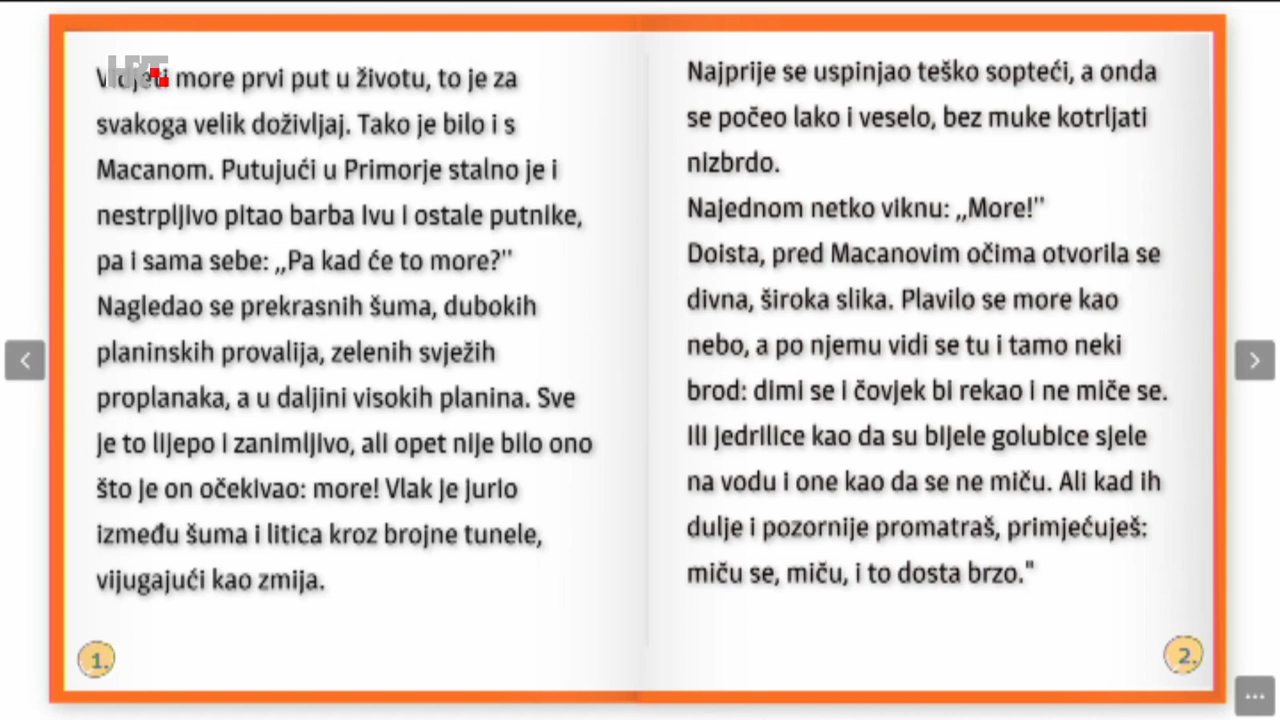 HRT
Vidjeti more prvi put u životu, to je za
svakoga velik doživljaj. Tako je bilo i s
Macanom. Putujući u Primorje stalno je i
nestrpljivo pitao barba Ivu i ostale putnike,
pa i sama sebe: „Pa kad će to more?"
Nagledao se prekrasnih šuma, dubokih
planinskih provalija, zelenih svježih
proplanaka, a u daljini visokih planina. Sve
je to lijepo i zanimljivo, ali opet nije bilo ono
što je on očekivao: more! Vlak je jurio
između šuma i litica kroz brojne tunele,
vijugajući kao zmija.
1.
Najprije se uspinjao teško sopteći, a onda
se počeo lako i veselo, bez muke kotrljati
nizbrdo.
Najednom netko viknu: „More!"
Doista, pred Macanovim očima otvorila se
divna, široka slika. Plavilo se more kao
nebo, a po njemu vidi se tu i tamo neki
brod: dimi se i čovjek bi rekao i ne miče se.
Ili jedrilice kao da su bijele golubice sjele
na vodu i one kao da se ne miču. Ali kad ih
dulje i pozornije promatraš, primjećuješ:
miču se, miču, i to dosta brzo."
2.